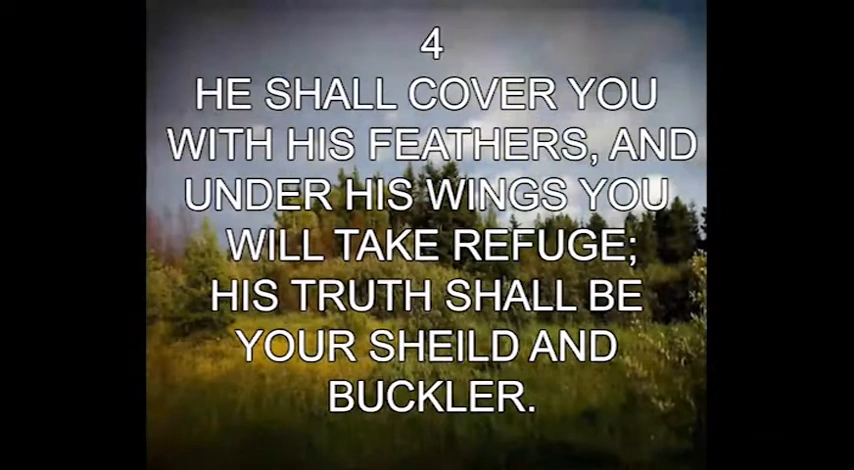 4
HE SHALL COVER YOU
WITH HIS FEATHERS, AND
UNDER HIS WINGS YOU
WILL TAKE REFUGE;
HIS TRUTH SHALL BE
YOUR SHEILD AND
BUCKLER.